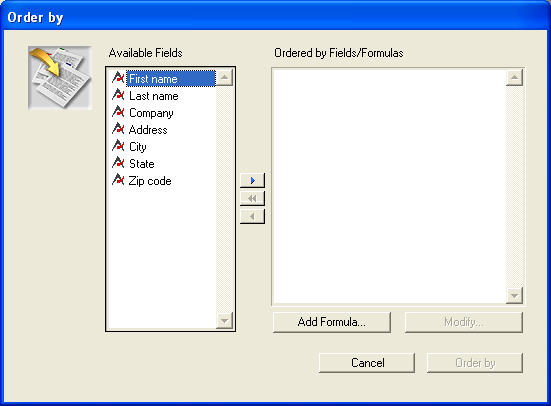 Order by
Available Fields
Ordered by Fields/Formulas
First name
Last name
Company
Address
City
State
Zip code
Add Formula...
Modify...
Cancel
Order by